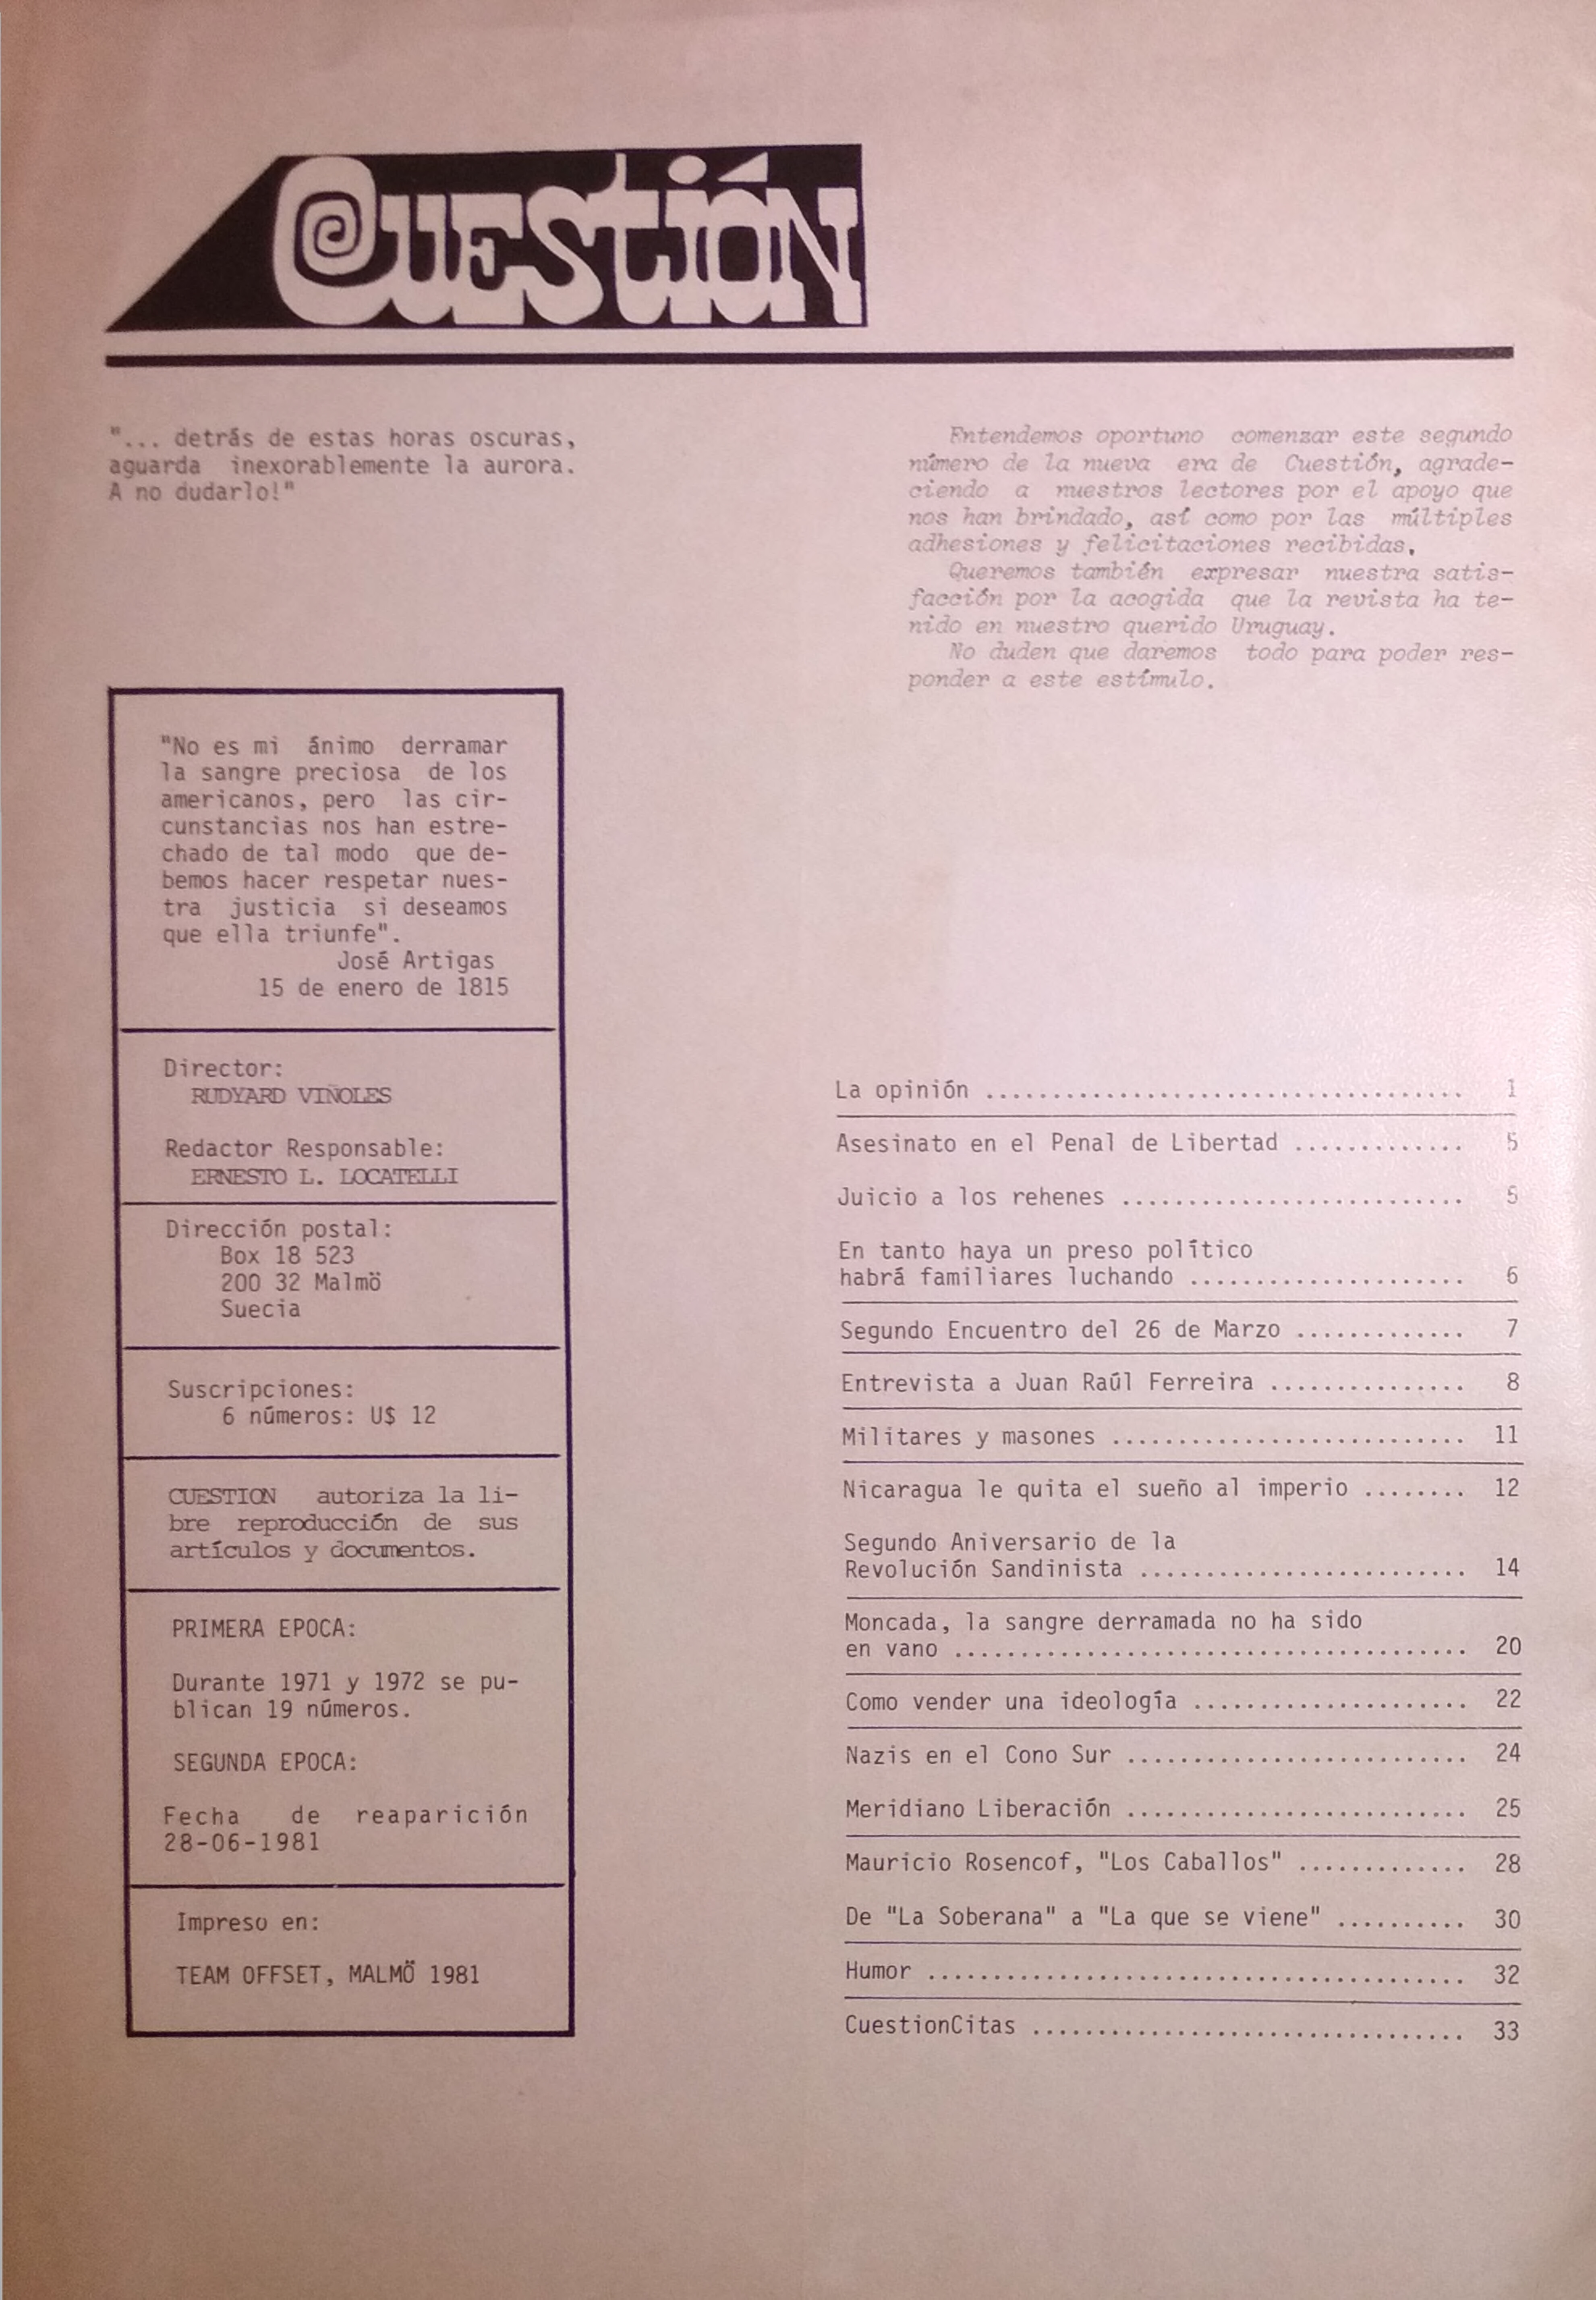 Cuestión
"... detrás de estas horas oscuras,
aguarda inexorablemente la aurora.
A no dudarlo!"
Entendemos oportuno comenzar este segundo
número de la nueva era de Cuestión, agrade-
ciendo a nuestros lectores por el apoyo que
nos han brindado, así como por las múltiples
adhesiones y felicitaciones recibidas.
Queremos también expresar nuestra satis-
facción por la acogida que la revista ha te-
nido en nuestro querido Uruguay.
No duden que daremos todo para poder res-
ponder a este estímulo.
"No es mi ánimo derramar
la sangre preciosa de los
americanos, pero las cir-
cunstancias nos han estre-
chado de tal modo que de-
bemos hacer respetar nues-
tra justicia si deseamos
que ella triunfe".
José Artigas
15 de enero de 1815
Director:
RUDYARD VIÑOLES
Redactor Responsable:
ERNESTO L. LOCATELLI
Dirección postal:
Box 18 523
200 32 Malmö
Suecia
Suscripciones:
6 números: U$ 12
CUESTION autoriza la li-
bre reproducción de sus
artículos y documentos.
PRIMERA EPOCA:
Durante 1971 y 1972 se pu-
blican 19 números.
SEGUNDA EPOCA:
Fecha de reaparición
28-06-1981
Impreso en:
TEAM OFFSET, MALMÖ 1981
La opinión .................................... 1
Asesinato en el Penal de Libertad ............. 5
Juicio a los rehenes ..........................
En tanto haya un preso político
habrá familiares luchando ..................... 6
Segundo Encuentro del 26 de Marzo ............. 7
Entrevista a Juan Raúl Ferreira ............... 8
Militares y masones ........................... 11
Nicaragua le quita el sueño al imperio ........ 12
Segundo Aniversario de la
Revolución Sandinista ......................... 14
Moncada, la sangre derramada no ha sido
en vano ....................................... 20
Como vender una ideología ..................... 22
Nazis en el Cono Sur .......................... 24
Meridiano Liberación .......................... 25
Mauricio Rosencof, "Los Caballos" ............. 28
De "La Soberana" a "La que se viene" .......... 30
Humor ......................................... 32
CuestionCitas ................................. 33